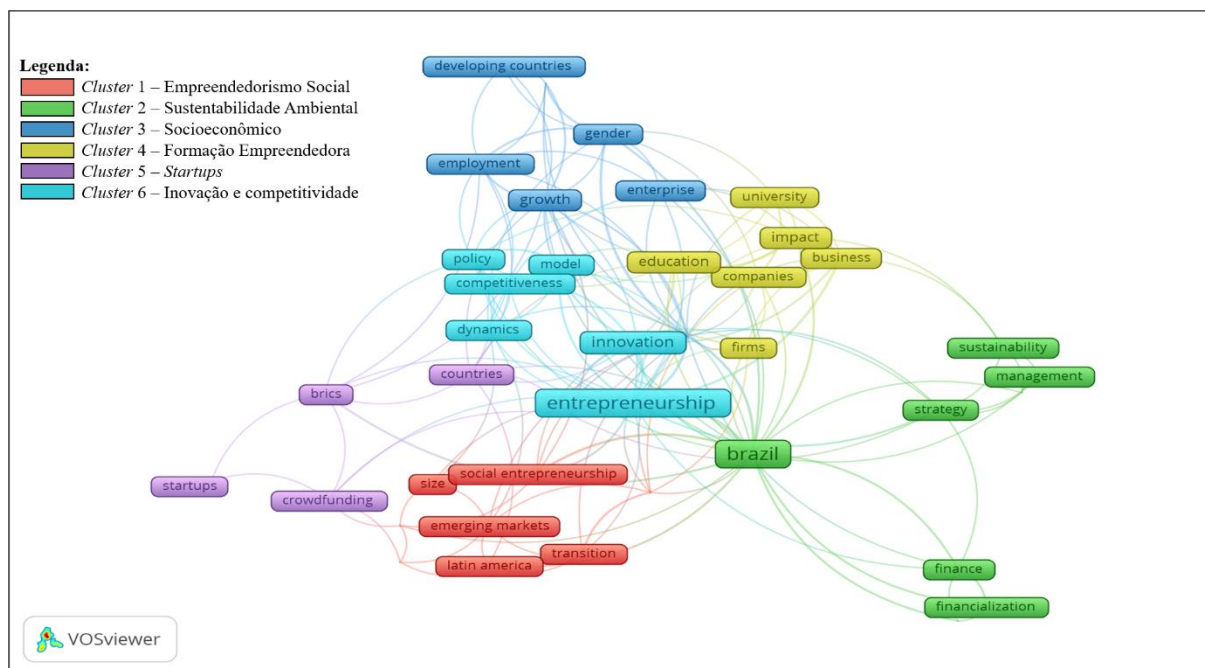 Legenda:
Cluster 1 – Empreendedorismo Social
Cluster 2 – Sustentabilidade Ambiental
Cluster 3 – Socioeconômico
Cluster 4 – Formação Empreendedora
Cluster 5 – Startups
Cluster 6 – Inovação e competitividade
developing countries
gender
employment
enterprise
university
growth
impact
policy
model
education
business
competitiveness
companies
dynamics
innovation
firms
sustainability
countries
management
brics
entrepreneurship
strategy
brazil
social entrepreneurship
size
startups
crowdfunding
emerging markets
transition
latin america
finance
financialization
VOSviewer